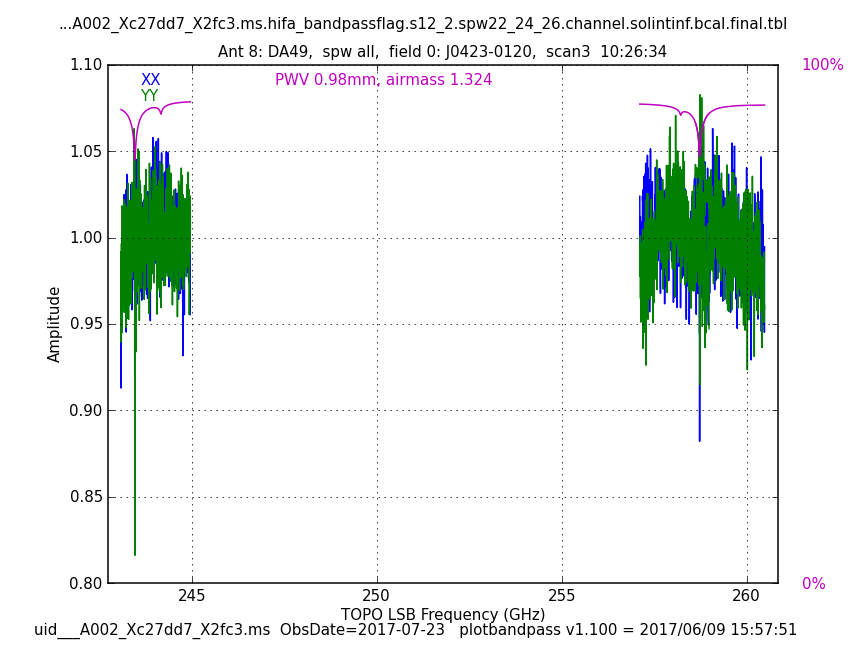 ...A002_Xc27dd7_X2fc3.ms.hifa_bandpassflag.s12_2.spw22_24_26.channel.solintinf.bcal.final.tbl
Ant 8: DA49,  spw all,  field 0: J0423-0120,  scan3  10:26:34
1.10
100%
XX
PWV 0.98mm, airmass 1.324
YY
1.05
1.00
0.95
Amplitude
0.90
0.85
0.80
0%
245
250
255
260
TOPO LSB Frequency (GHz)
uid___A002_Xc27dd7_X2fc3.ms  ObsDate=2017-07-23   plotbandpass v1.100 = 2017/06/09 15:57:51